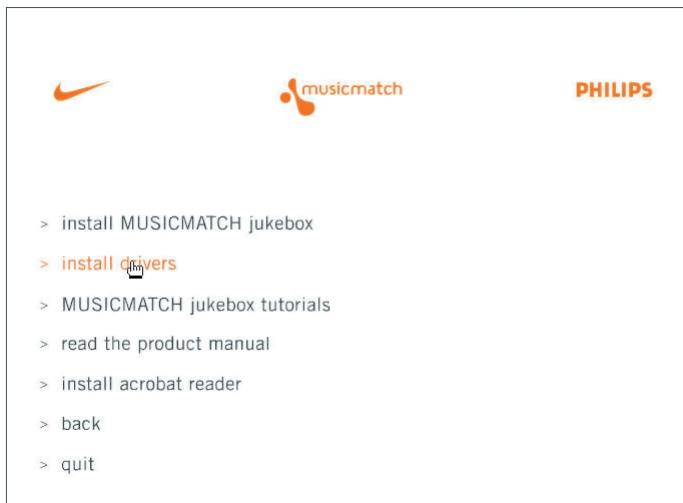 musicmatch
PHILIPS
> install MUSICMATCH jukebox
> install drivers
> MUSICMATCH jukebox tutorials
> read the product manual
> install acrobat reader
> back
> quit